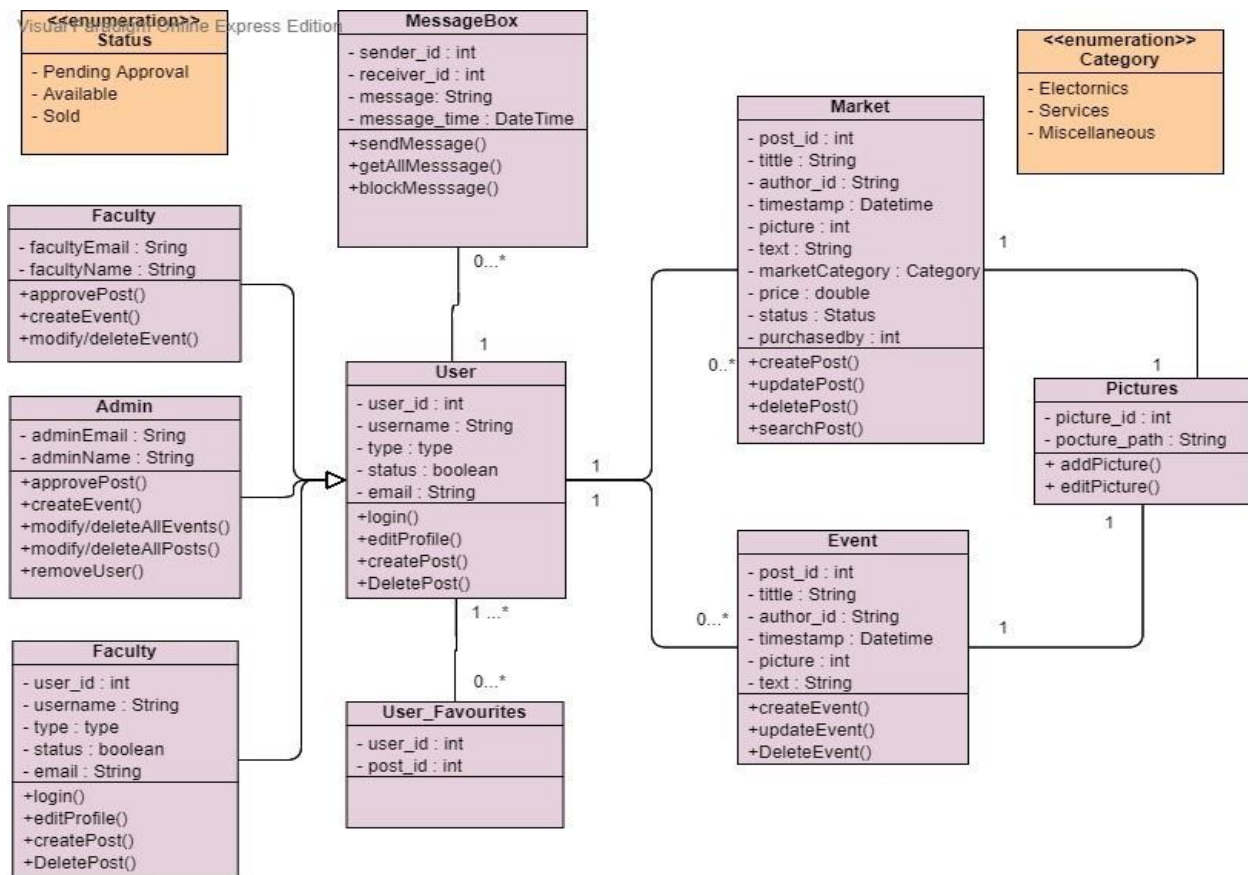 Visual Paradigm Online Express Edition
<<enumeration>>
Status
- Pending Approval
- Available
- Sold
MessageBox
- sender_id : int
- receiver_id : int
- message: String
- message_time : DateTime
+sendMessage()
+getAllMesssage()
+blockMesssage()
<<enumeration>>
Category
- Electornics
- Services
- Miscellaneous
Market
- post_id : int
- tittle : String
- author_id : String
- timestamp : Datetime
- picture : int
- text : String
- marketCategory : Category
- price : double
- status : Status
- purchasedby : int
+createPost()
+updatePost()
+deletePost()
+searchPost()
Faculty
- facultyEmail : Sring
- facultyName : String
+approvePost()
+createEvent()
+modify/deleteEvent()
0...*
1
1
0..*
1
User
- user_id : int
- username : String
- type : type
- status : boolean
- email : String
+login()
+editProfile()
+createPost()
+DeletePost()
1
1
Pictures
- picture_id : int
- pocture_path : String
+ addPicture()
+ editPicture()
1
Admin
- adminEmail : Sring
- adminName : String
+approvePost()
+createEvent()
+modify/deleteAllEvents()
+modify/deleteAllPosts()
+removeUser()
Event
- post_id : int
- tittle : String
- author_id : String
- timestamp : Datetime
- picture : int
- text : String
+createEvent()
+updateEvent()
+DeleteEvent()
1 ...*
0...*
0...*
1
Faculty
- user_id : int
- username : String
- type : type
- status : boolean
- email : String
+login()
+editProfile()
+createPost()
+DeletePost()
User_Favourites
- user_id : int
- post_id : int